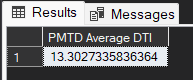 Results Messages
PMTD Average DTI
1 13.3027335836364